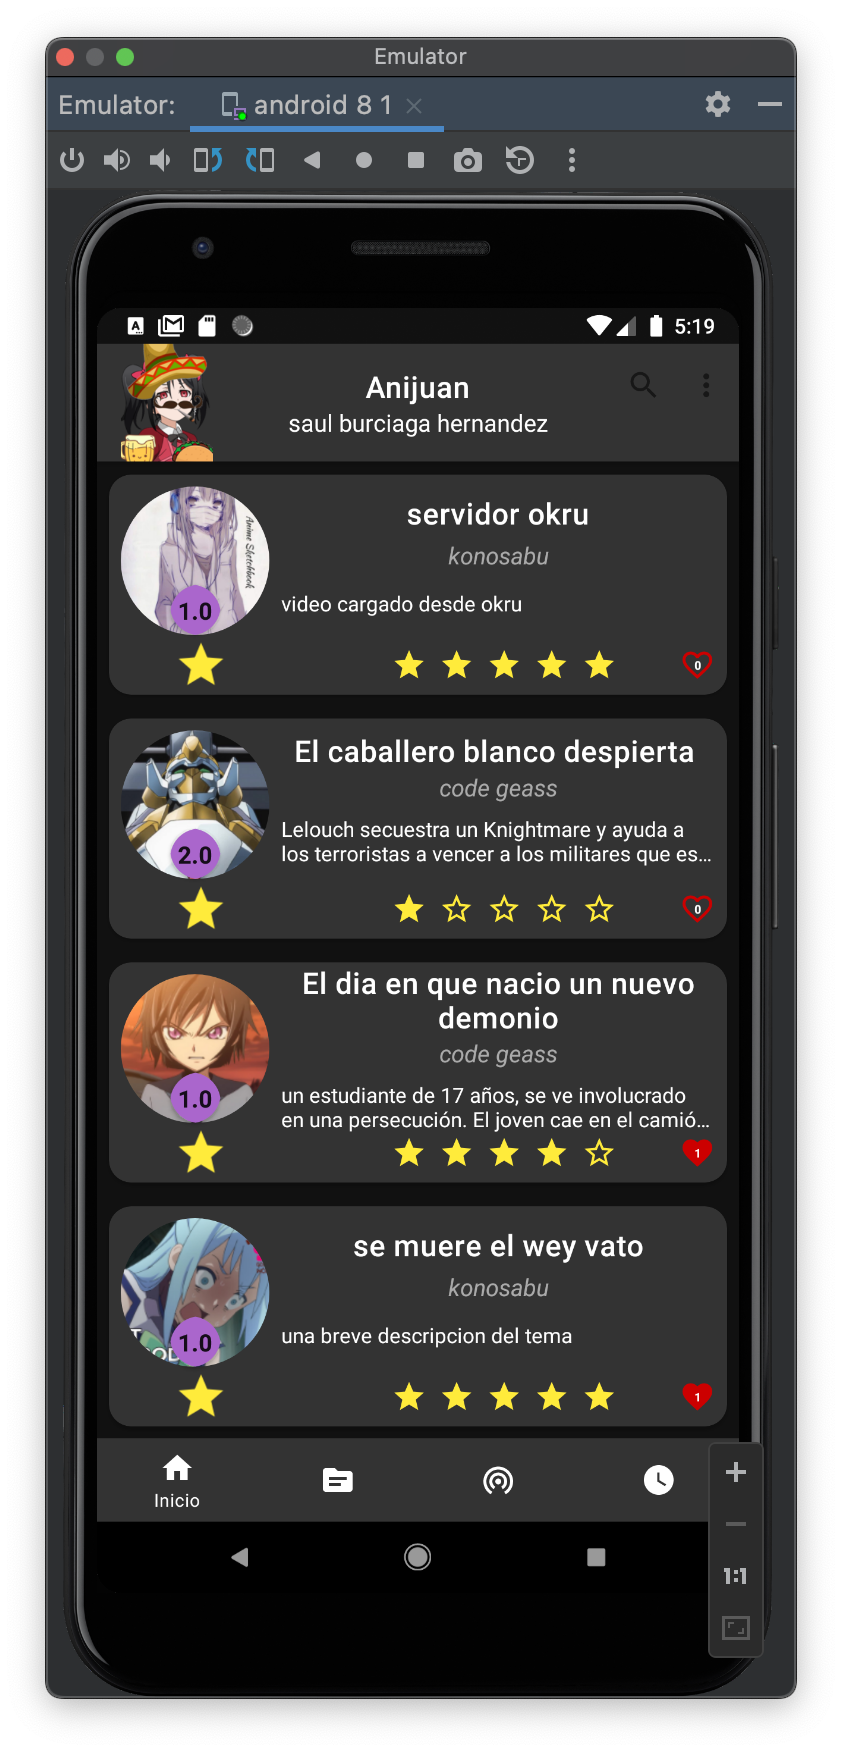 Emulator
Emulator:
android 8 1
A
5:19
Anijuan
saul burciaga hernandez
Anime Sketchbook
1.0
servidor okru
konosabu
video cargado desde okru
0
2.0
El caballero blanco despierta
code geass
Lelouch secuestra un Knightmare y ayuda a
los terroristas a vencer a los militares que es...
0
1.0
El dia en que nacio un nuevo
demonio
code geass
un estudiante de 17 años, se ve involucrado
en una persecución. El joven cae en el camió...
1
1.0
se muere el wey vato
konosabu
una breve descripcion del tema
1
Inicio
1:1